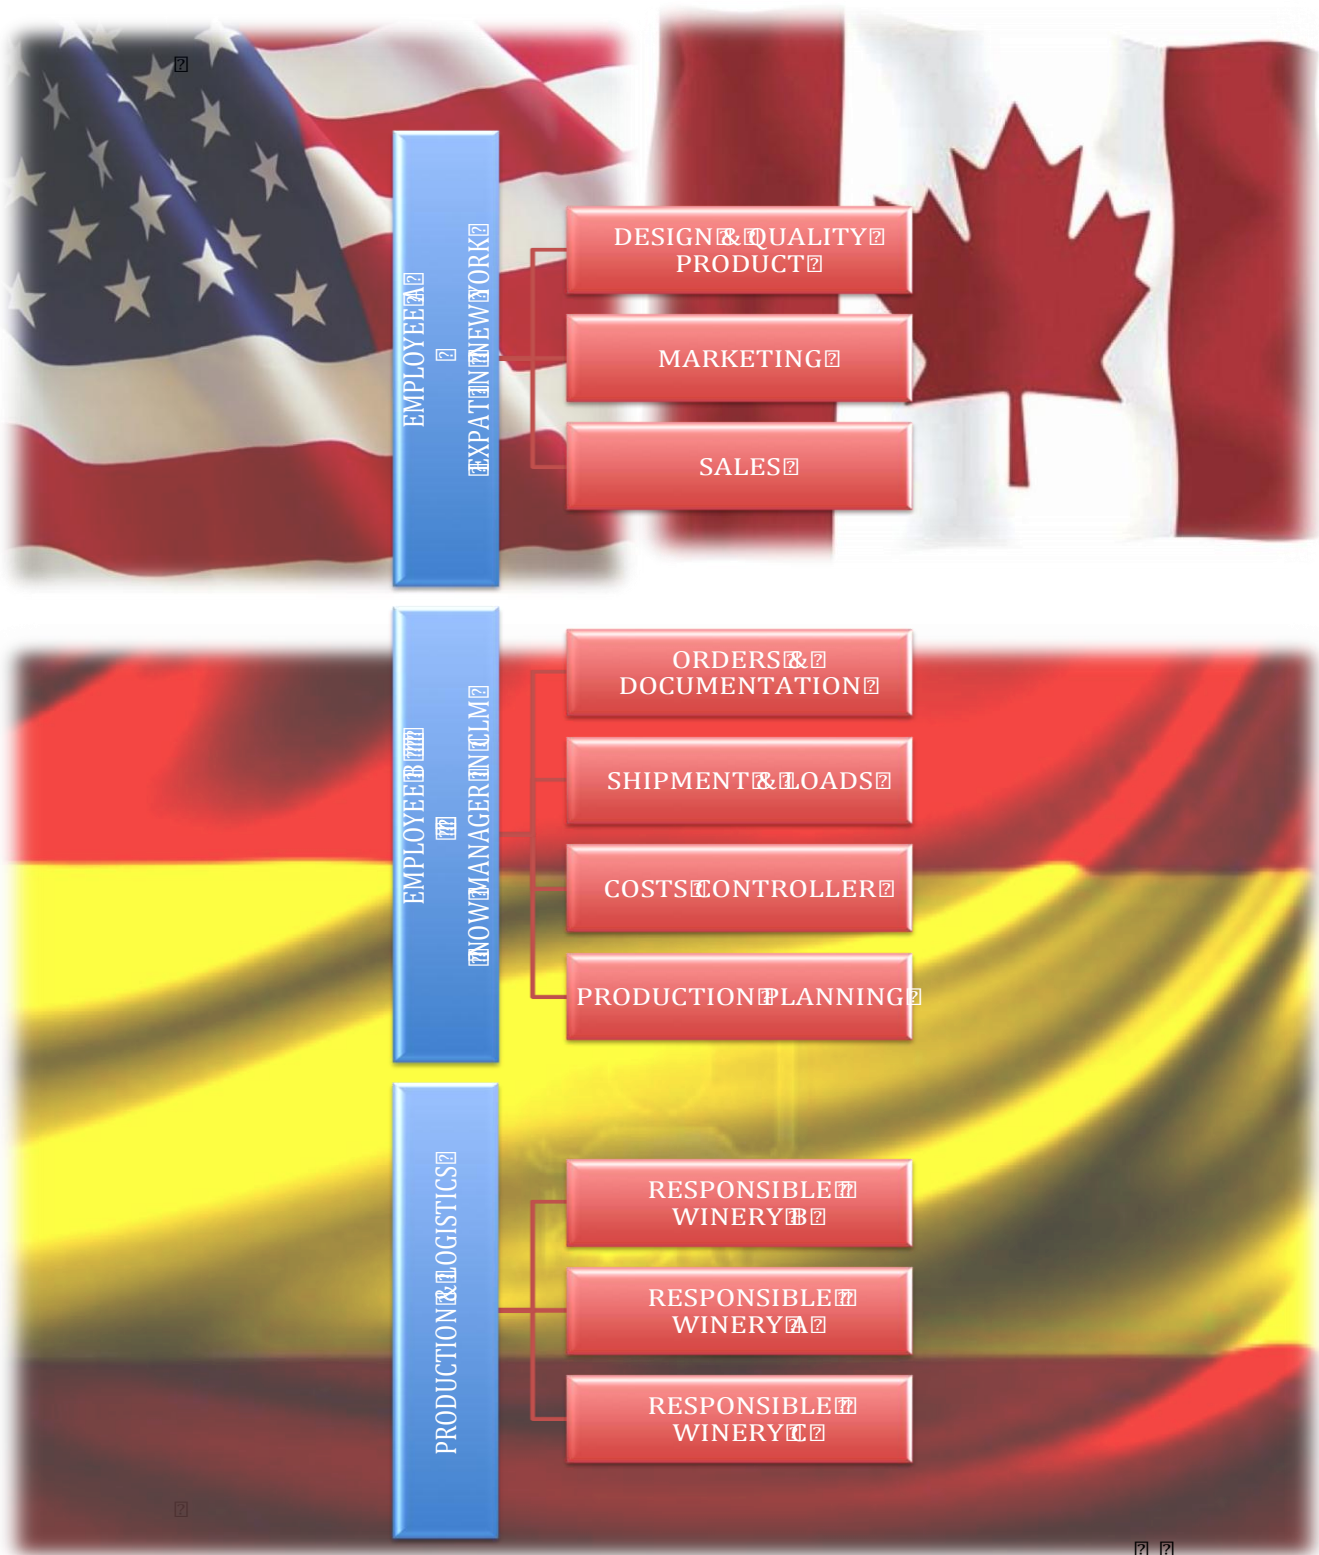 EMPLOYEE A
EXPAT IN NEW YORK
DESIGN & QUALITY
PRODUCT
MARKETING
SALES
EMPLOYEE B
NOW MANAGER IN CLM
ORDERS &
DOCUMENTATION
SHIPMENT & LOADS
COSTS CONTROLLER
PRODUCTION PLANNING
PRODUCTION & LOGISTICS
RESPONSIBLE
WINERY B
RESPONSIBLE
WINERY A
RESPONSIBLE
WINERY C